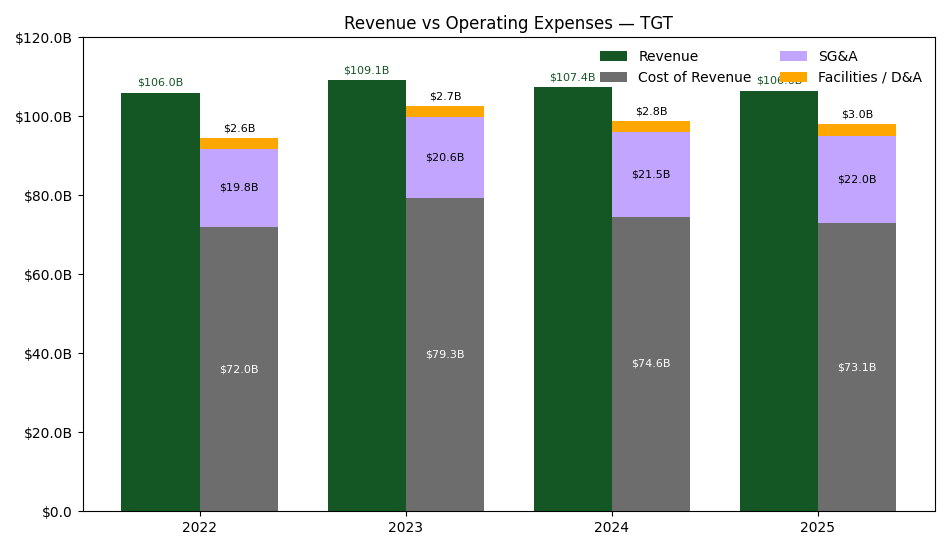 Revenue vs Operating Expenses — TGT
$120.0B
$100.0B
$80.0B
$60.0B
$40.0B
$20.0B
$0.0
Revenue
Cost of Revenue
SG&A
Facilities / D&A
$106.0B
$2.6B
$19.8B
$72.0B
$109.1B
$2.7B
$20.6B
$79.3B
$107.4B
$2.8B
$21.5B
$74.6B
$3.0B
$22.0B
$73.1B
2022
2023
2024
2025